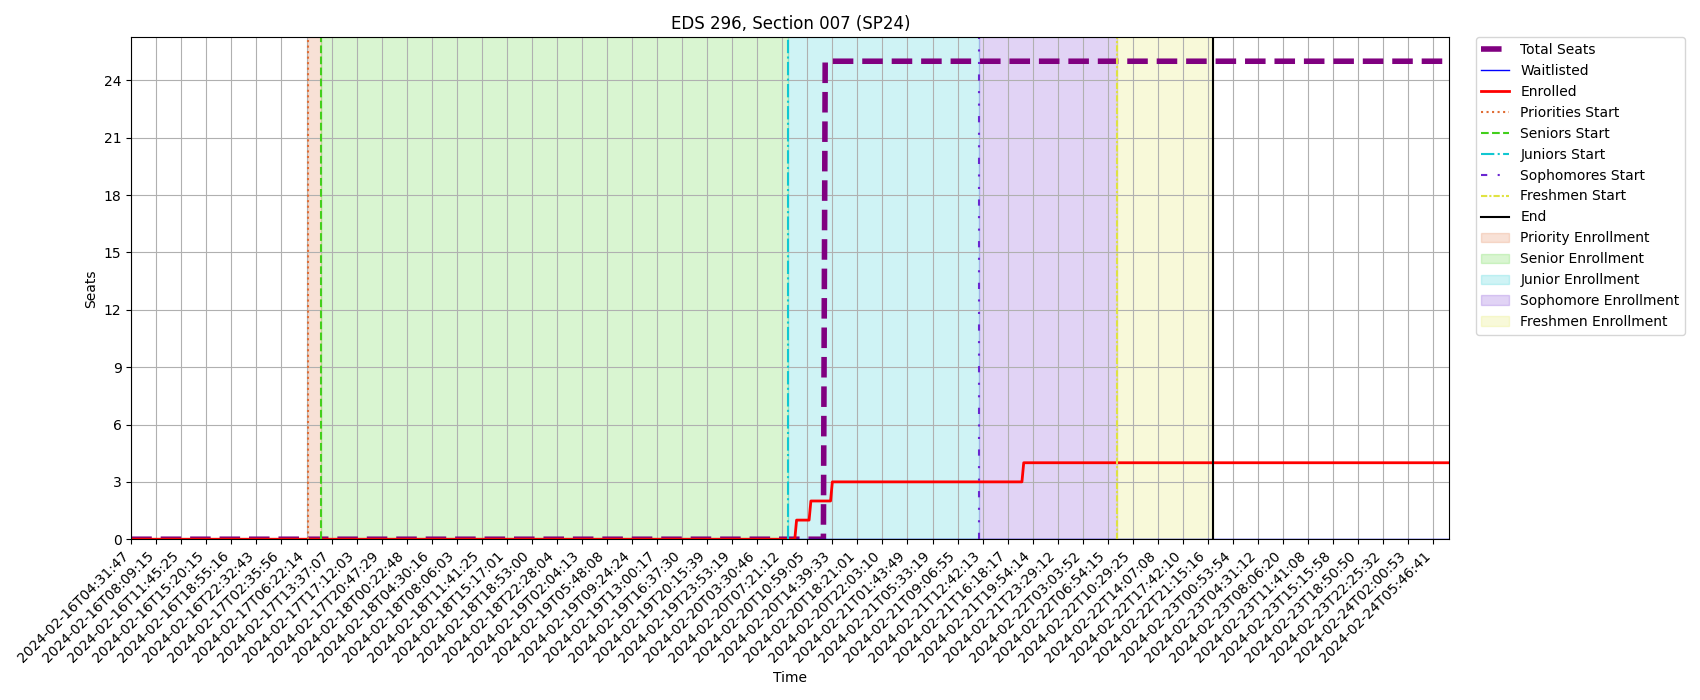 EDS 296, Section 007 (SP24)
Seats
24
21
18
15
12
9
6
3
0
2024-02-16T04:31:47
2024-02-16T08:09:15
2024-02-16T11:45:25
2024-02-16T15:20:15
2024-02-16T18:55:16
2024-02-16T22:32:43
2024-02-17T02:35:56
2024-02-17T06:22:14
2024-02-17T13:37:07
2024-02-17T17:12:03
2024-02-17T20:47:29
2024-02-18T00:22:48
2024-02-18T04:30:16
2024-02-18T08:06:03
2024-02-18T11:41:25
2024-02-18T15:17:01
2024-02-18T18:53:00
2024-02-18T22:28:04
2024-02-19T02:04:13
2024-02-19T05:48:08
2024-02-19T09:24:24
2024-02-19T13:00:17
2024-02-19T16:37:30
2024-02-19T20:15:39
2024-02-19T23:53:19
2024-02-20T03:30:46
2024-02-20T07:21:12
2024-02-20T10:59:05
2024-02-20T14:39:33
2024-02-20T18:21:01
2024-02-20T22:03:10
2024-02-21T01:43:49
2024-02-21T05:33:19
2024-02-21T09:06:55
2024-02-21T12:42:13
2024-02-21T16:18:17
2024-02-21T19:54:14
2024-02-21T23:29:12
2024-02-22T03:03:52
2024-02-22T06:54:15
2024-02-22T10:29:25
2024-02-22T14:07:08
2024-02-22T17:42:10
2024-02-22T21:15:16
2024-02-23T00:53:54
2024-02-23T04:31:12
2024-02-23T08:06:20
2024-02-23T11:41:08
2024-02-23T15:15:58
2024-02-23T18:50:50
2024-02-23T22:25:32
2024-02-24T02:00:53
2024-02-24T05:46:41
Time
Total Seats
Waitlisted
Enrolled
Priorities Start
Seniors Start
Juniors Start
Sophomores Start
Freshmen Start
End
Priority Enrollment
Senior Enrollment
Junior Enrollment
Sophomore Enrollment
Freshmen Enrollment